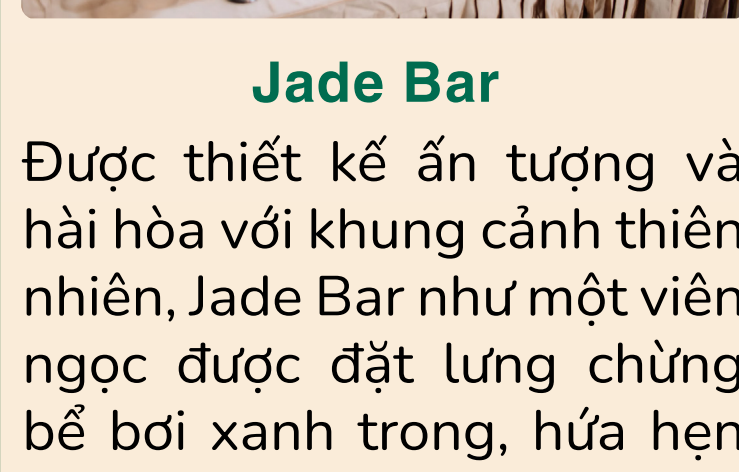 Jade Bar
Được thiết kế ấn tượng và
hài hòa với khung cảnh thiên
nhiên, Jade Bar như một viên
ngọc được đặt lưng chừng
bể bơi xanh trong, hứa hẹn